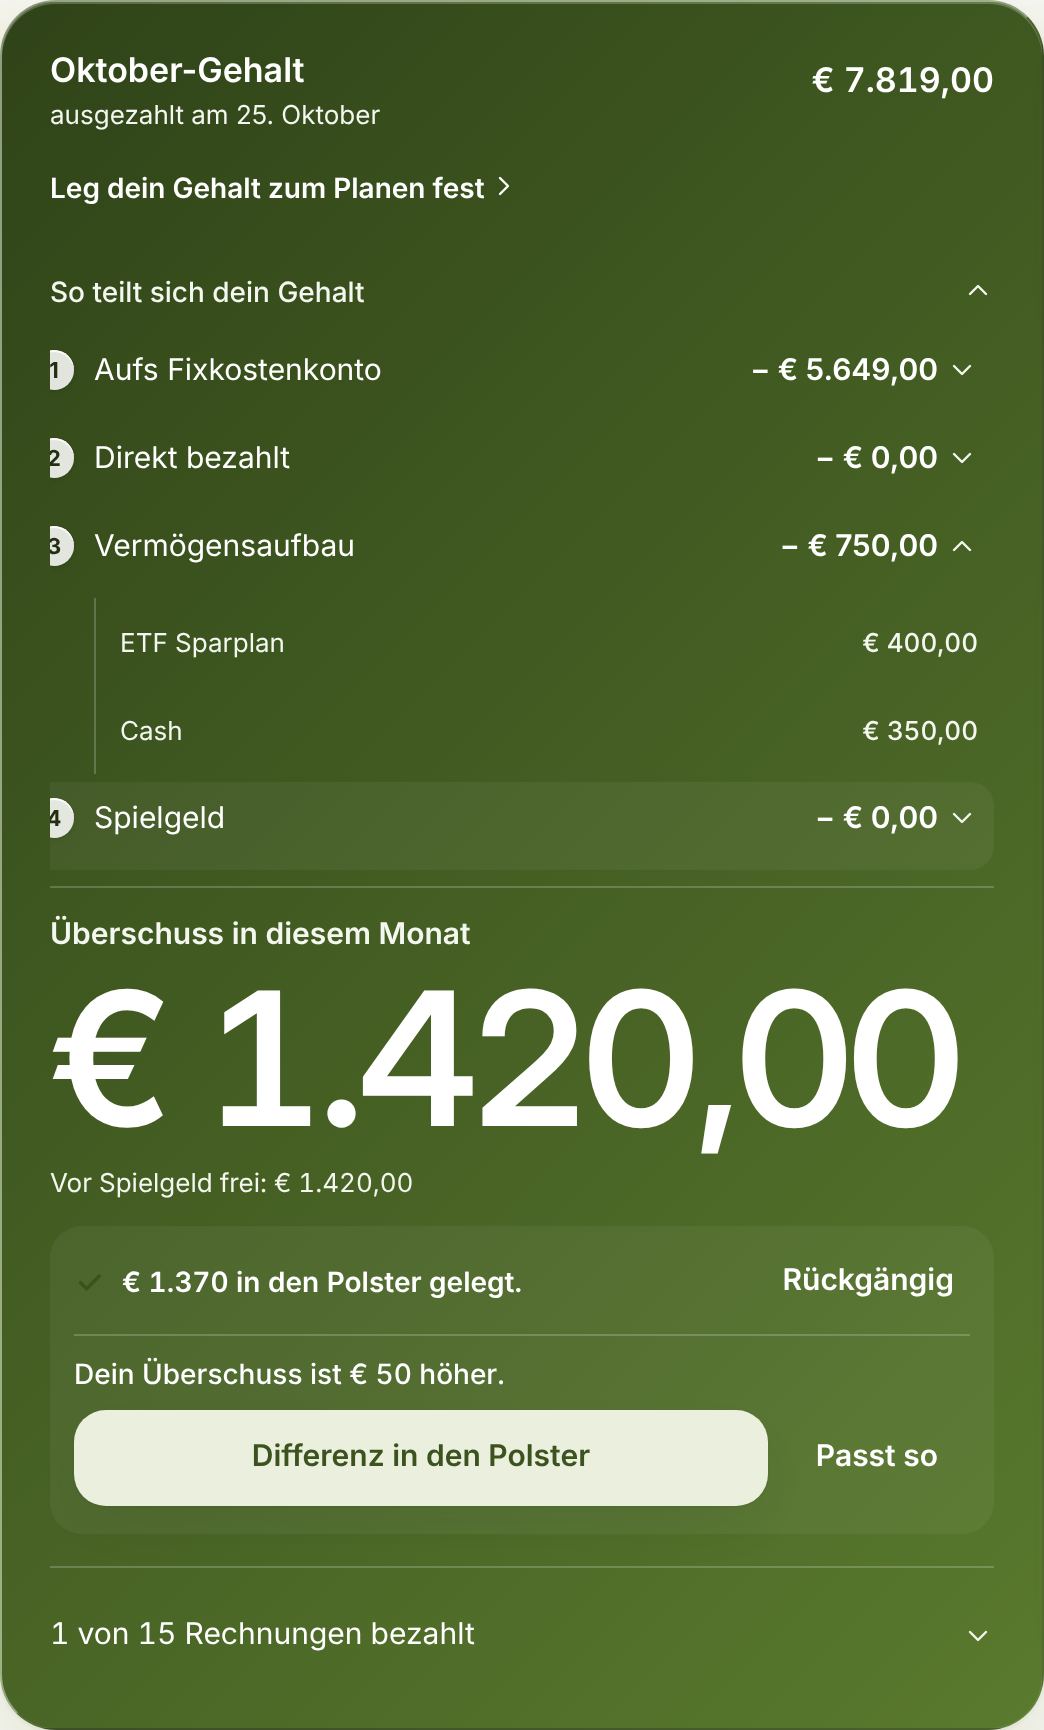 Oktober-Gehalt
€ 7.819,00
ausgezahlt am 25. Oktober
Leg dein Gehalt zum Planen fest
So teilt sich dein Gehalt
1 Aufs Fixkostenkonto – € 5.649,00
2 Direkt bezahlt – € 0,00
3 Vermögensaufbau – € 750,00
ETF Sparplan € 400,00
Cash € 350,00
4 Spielgeld – € 0,00
Überschuss in diesem Monat
€ 1.420,00
Vor Spielgeld frei: € 1.420,00
€ 1.370 in den Polster gelegt. Rückgängig
Dein Überschuss ist € 50 höher.
Differenz in den Polster Passt so
1 von 15 Rechnungen bezahlt